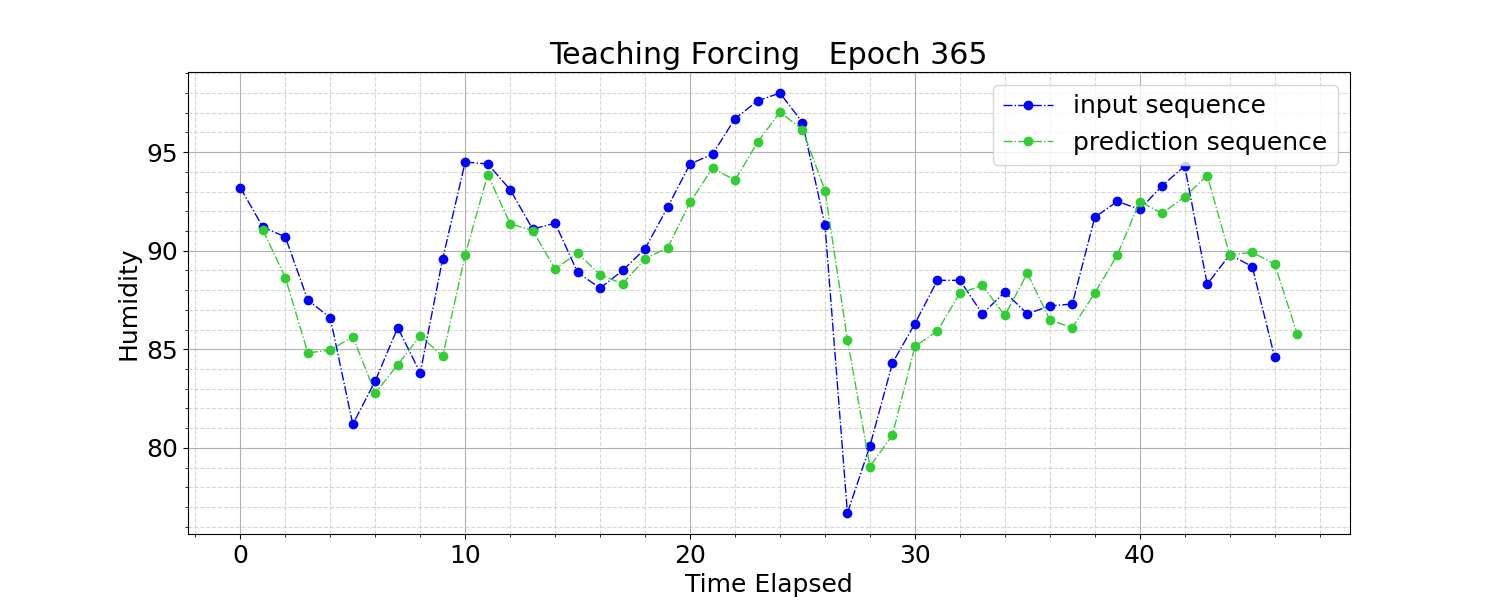 Teaching Forcing   Epoch 365
input sequence
prediction sequence
Humidity
95
90
85
80
0 10 20 30 40
Time Elapsed